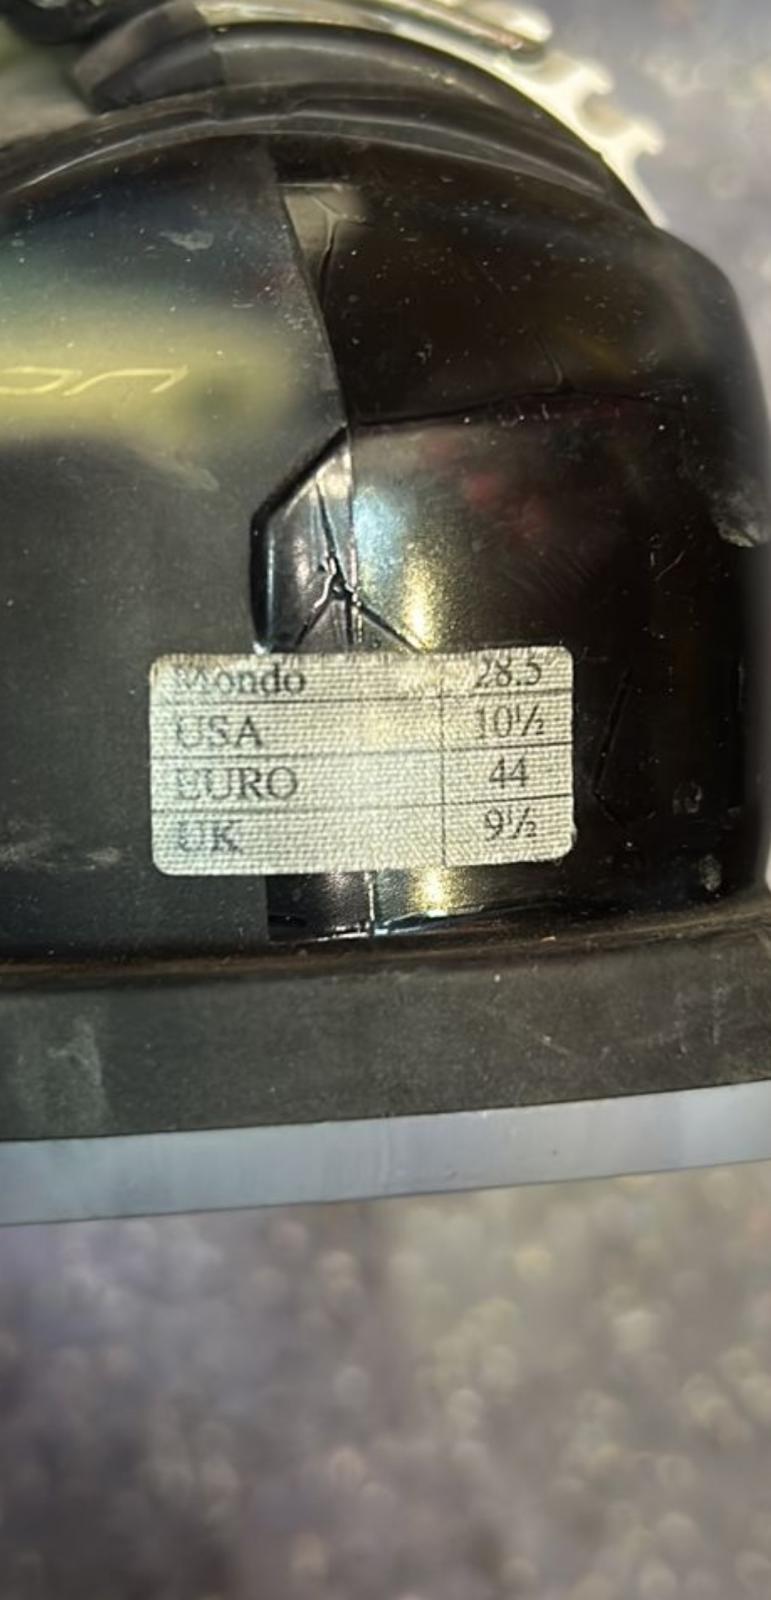 Mondo 28.5
USA 10½
EURO 44
UK 9½